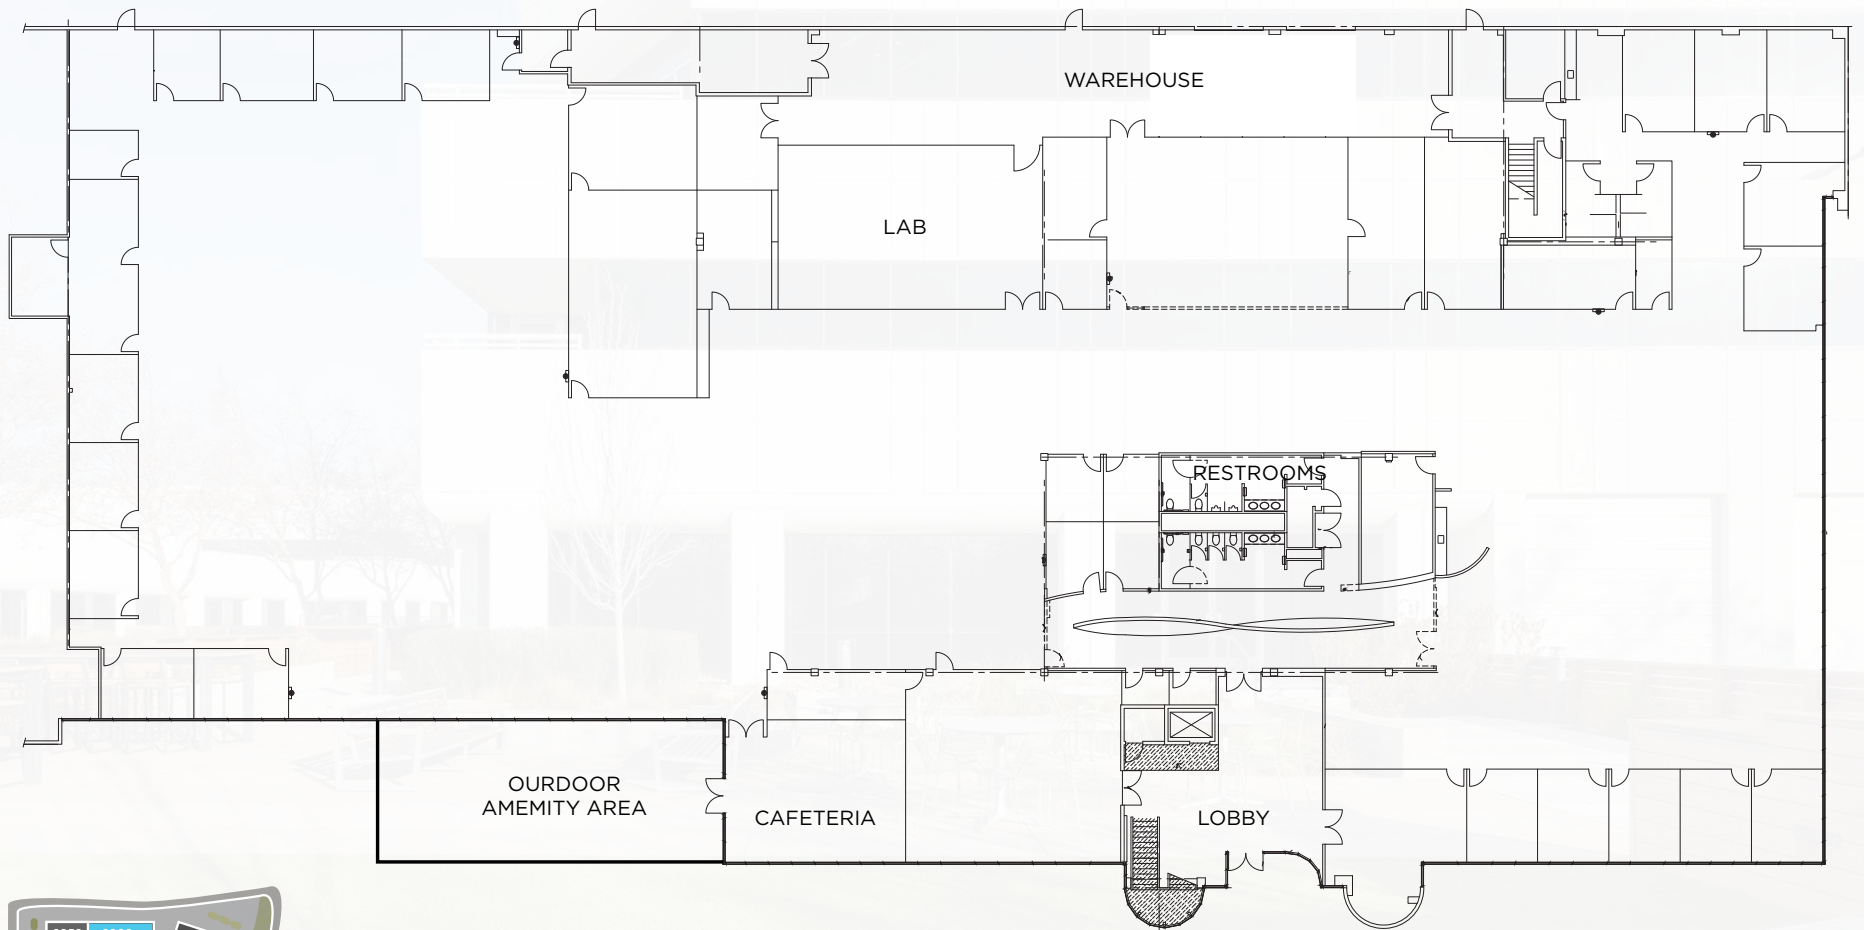 WAREHOUSE
LAB
RESTROOMS
OURDOOR
AMEMITY AREA
CAFETERIA
LOBBY